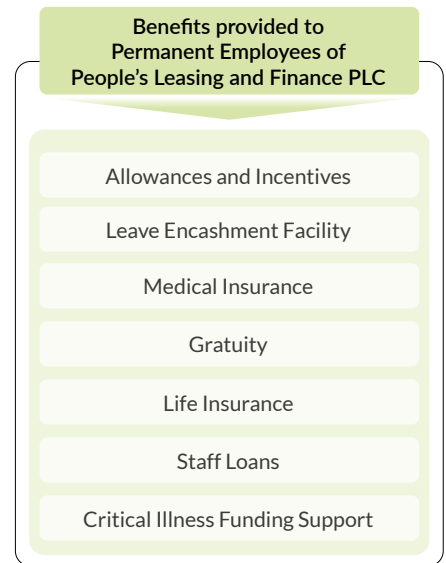 Benefits provided to
Permanent Employees of
People’s Leasing and Finance PLC
Allowances and Incentives
Leave Encashment Facility
Medical Insurance
Gratuity
Life Insurance
Staff Loans
Critical Illness Funding Support